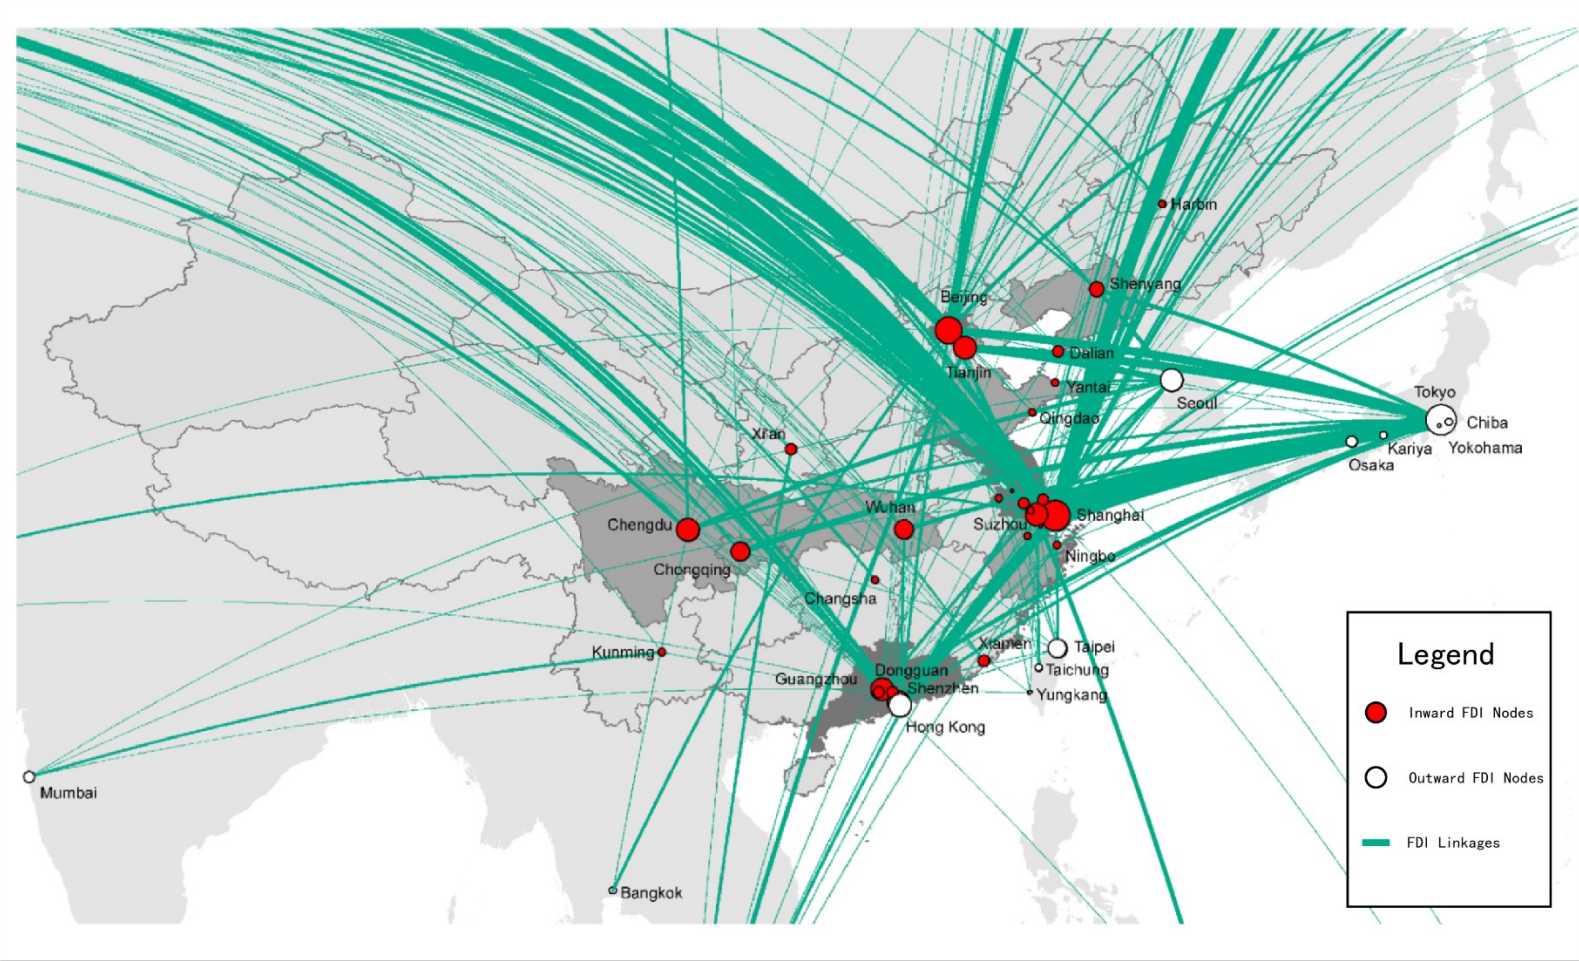 Harbin
Shenyang
Beijing
Dalian
Tianjin
Yantai
Seoul
Tokyo
Qingdao
Chiba
Xi'an
Kariya
Yokohama
Osaka
Wuhan
Chengdu
Suzhou
Shanghai
Ningbo
Chongqing
Changsha
Kunming
Xiamen
Taipei
Dongguan
Taichung
Guangzhou
Shenzhen
Yungkang
Hong Kong
Mumbai
Bangkok
Legend
Inward FDI Nodes
Outward FDI Nodes
FDI Linkages